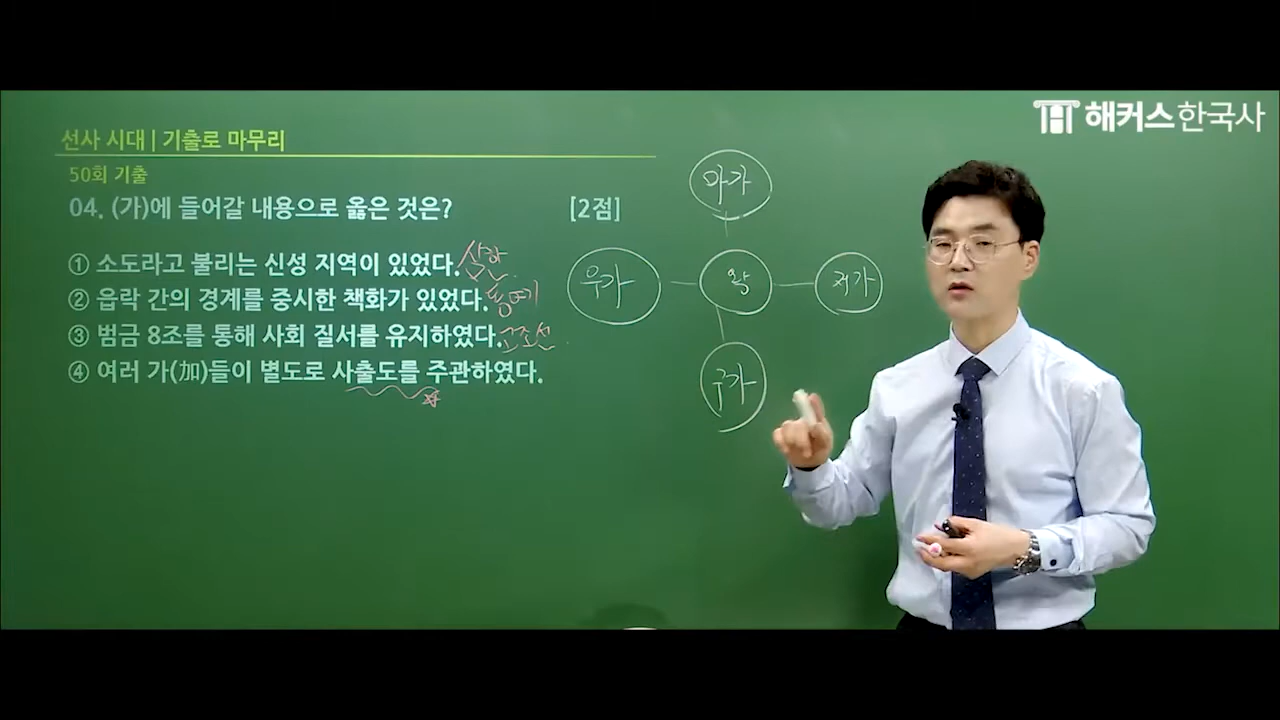 해커스한국사
선사 시대 | 기출로 마무리
50회 기출
04. (가)에 들어갈 내용으로 옳은 것은? [2점]
① 소도라고 불리는 신성 지역이 있었다. 삼한
② 읍락 간의 경계를 중시한 책화가 있었다. 동예
③ 범금 8조를 통해 사회 질서를 유지하였다. 고조선
④ 여러 가(加)들이 별도로 사출도를 주관하였다.
마가
우가 왕 저가
구가